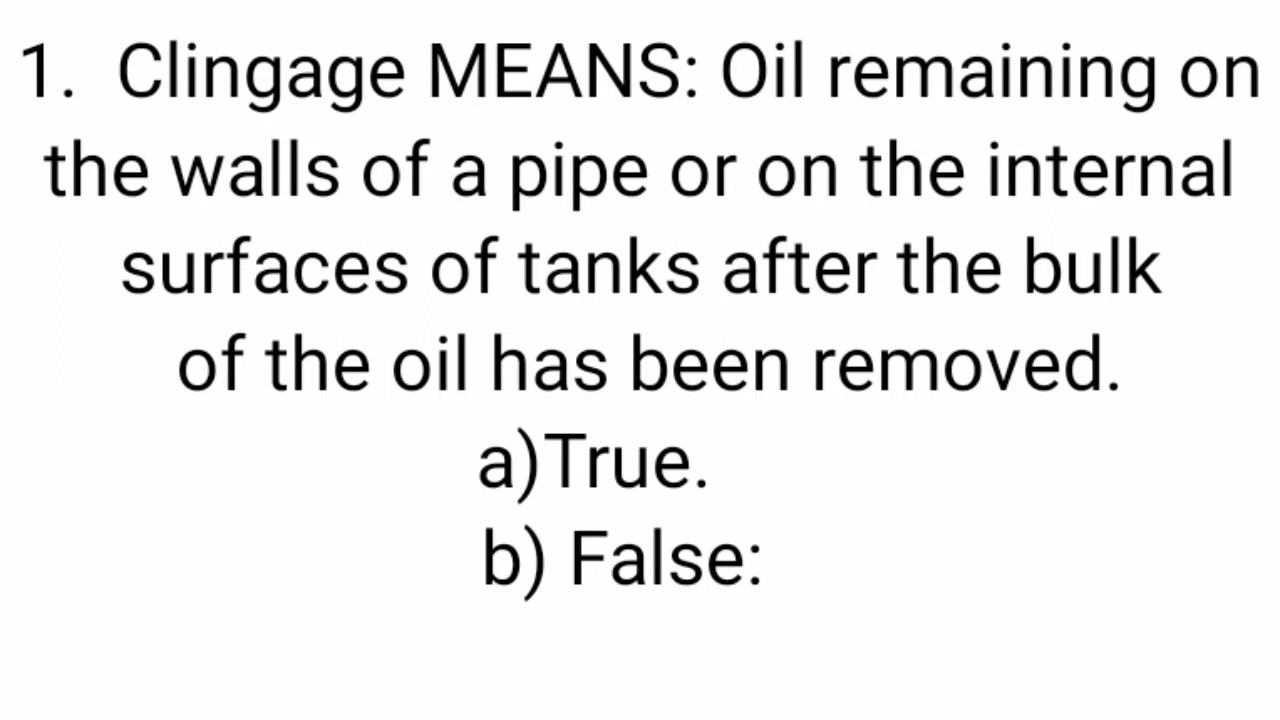 1. Clingage MEANS: Oil remaining on
the walls of a pipe or on the internal
surfaces of tanks after the bulk
of the oil has been removed.
a)True.
b) False: